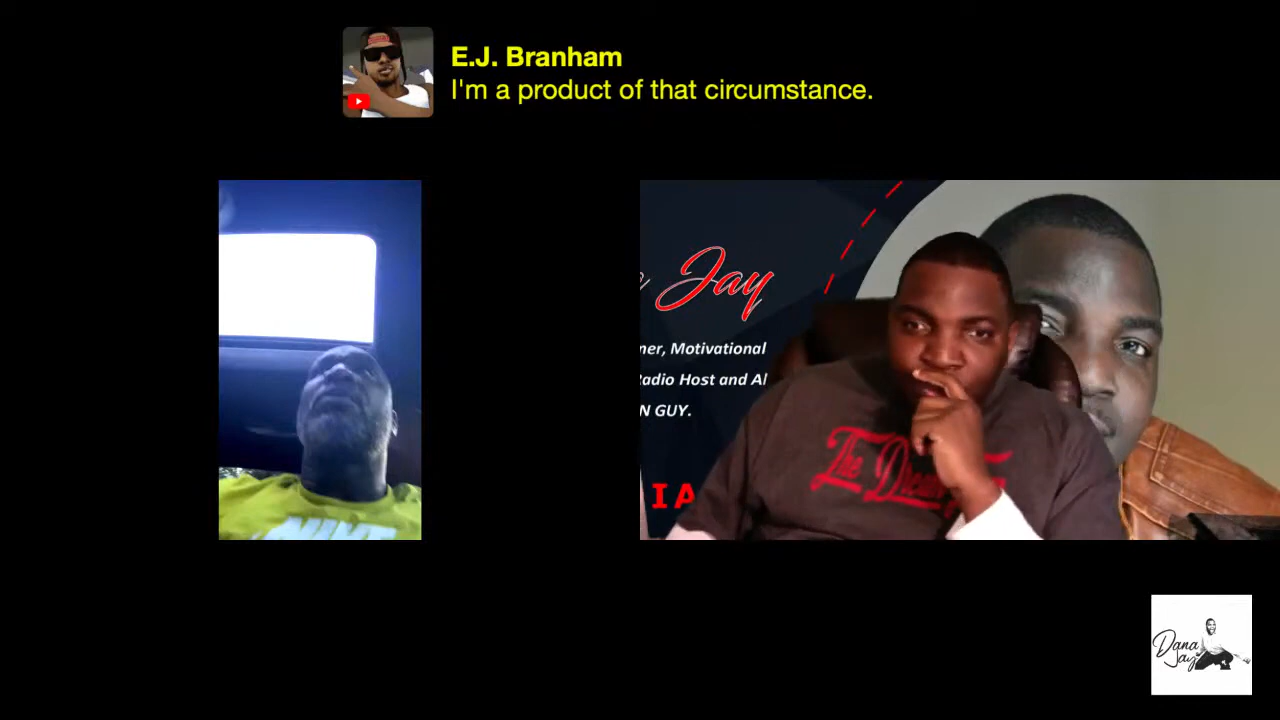 E.J. Branham
I'm a product of that circumstance.
Jay
ner, Motivational
Radio Host and Al
N GUY.
IA
The Dream
Dana
Jay